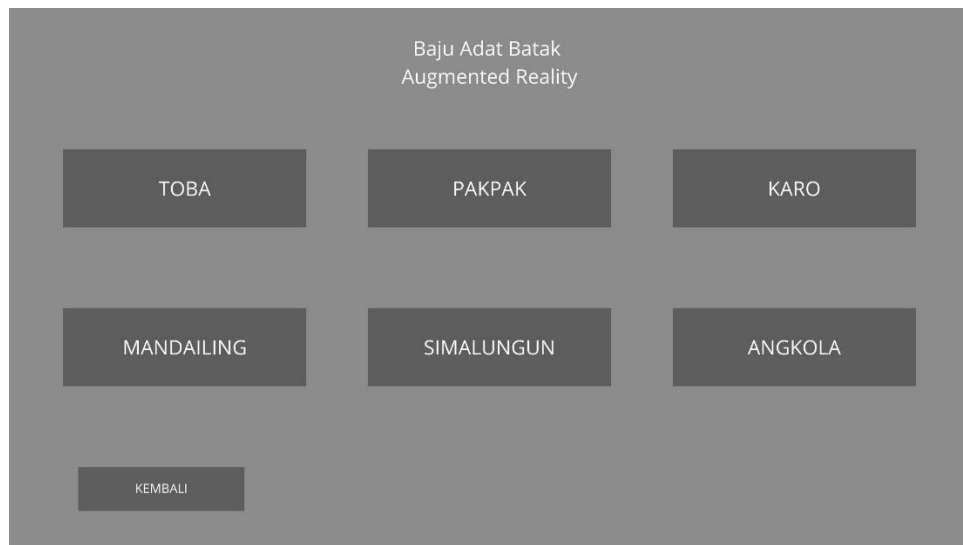 Baju Adat Batak
Augmented Reality
TOBA
PAKPAK
KARO
MANDAILING
SIMALUNGUN
ANGKOLA
KEMBALI